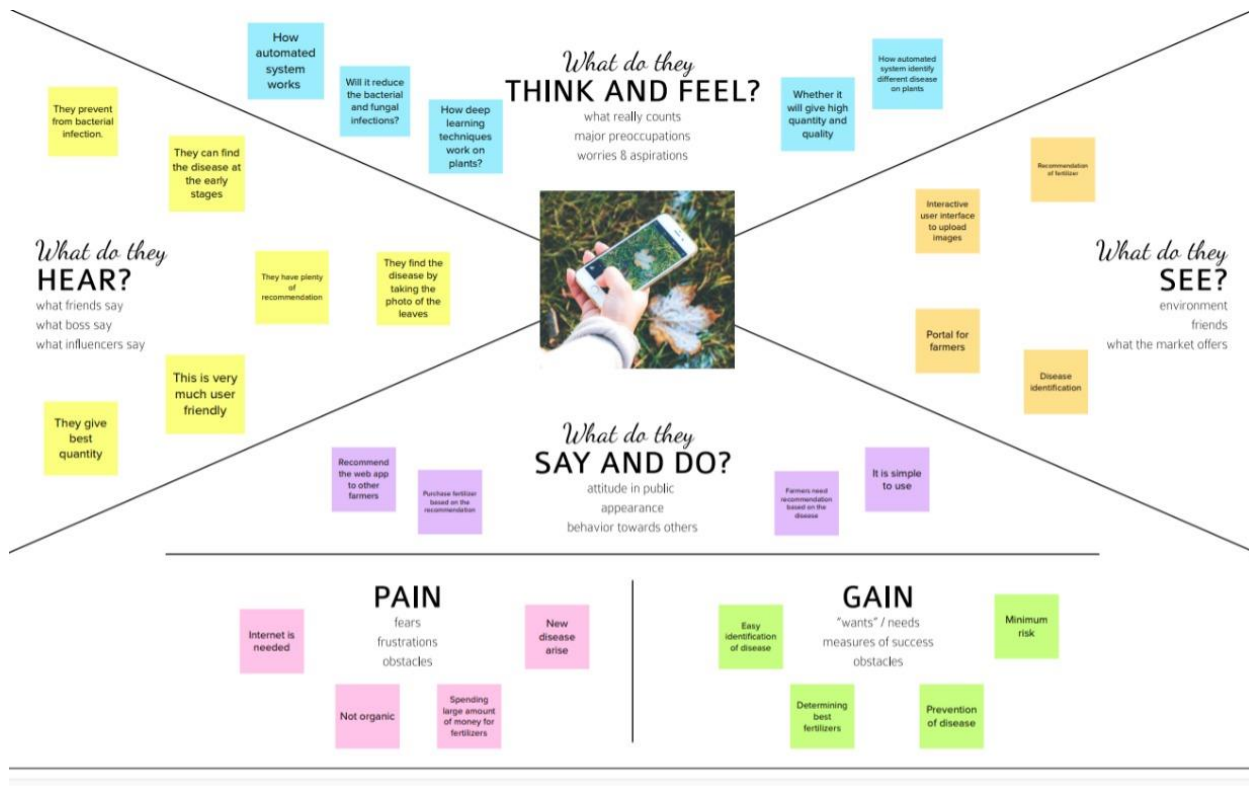 What do they
THINK AND FEEL?
what really counts
major preoccupations
worries & aspirations
How
automated
system
works
Will it reduce
the bacterial
and fungal
infections?
How deep
learning
techniques
work on
plants?
Whether it
will give high
quantity and
quality
How automated
system identify
different disease
on plants
What do they
HEAR?
what friends say
what boss say
what influencers say
They prevent
from bacterial
infection.
They can find
the disease at
the early
stages
They have plenty
of
recommendation
They find the
disease by
taking the
photo of the
leaves
This is very
much user
friendly
They give
best
quantity
What do they
SEE?
environment
friends
what the market offers
Recommendation
of fertilizer
Interactive
user interface
to upload
images
Portal for
farmers
Disease
identification
What do they
SAY AND DO?
attitude in public
appearance
behavior towards others
Recommend
the web app
to other
farmers
Purchase fertilizer
based on the
recommendation
Farmers need
recommendation
based on the
disease
It is simple
to use
PAIN
fears
frustrations
obstacles
Internet is
needed
Not organic
Spending
large amount
of money for
fertilizers
New
disease
arise
GAIN
"wants" / needs
measures of success
obstacles
Easy
identification
of disease
Determining
best
fertilizers
Prevention
of disease
Minimum
risk